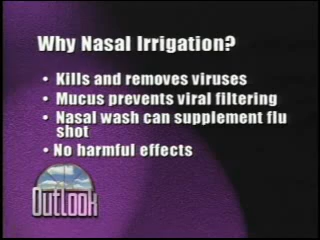 Why Nasal Irrigation?
• Kills and removes viruses
• Mucus prevents viral filtering
• Nasal wash can supplement flu
shot
• No harmful effects
Outlook